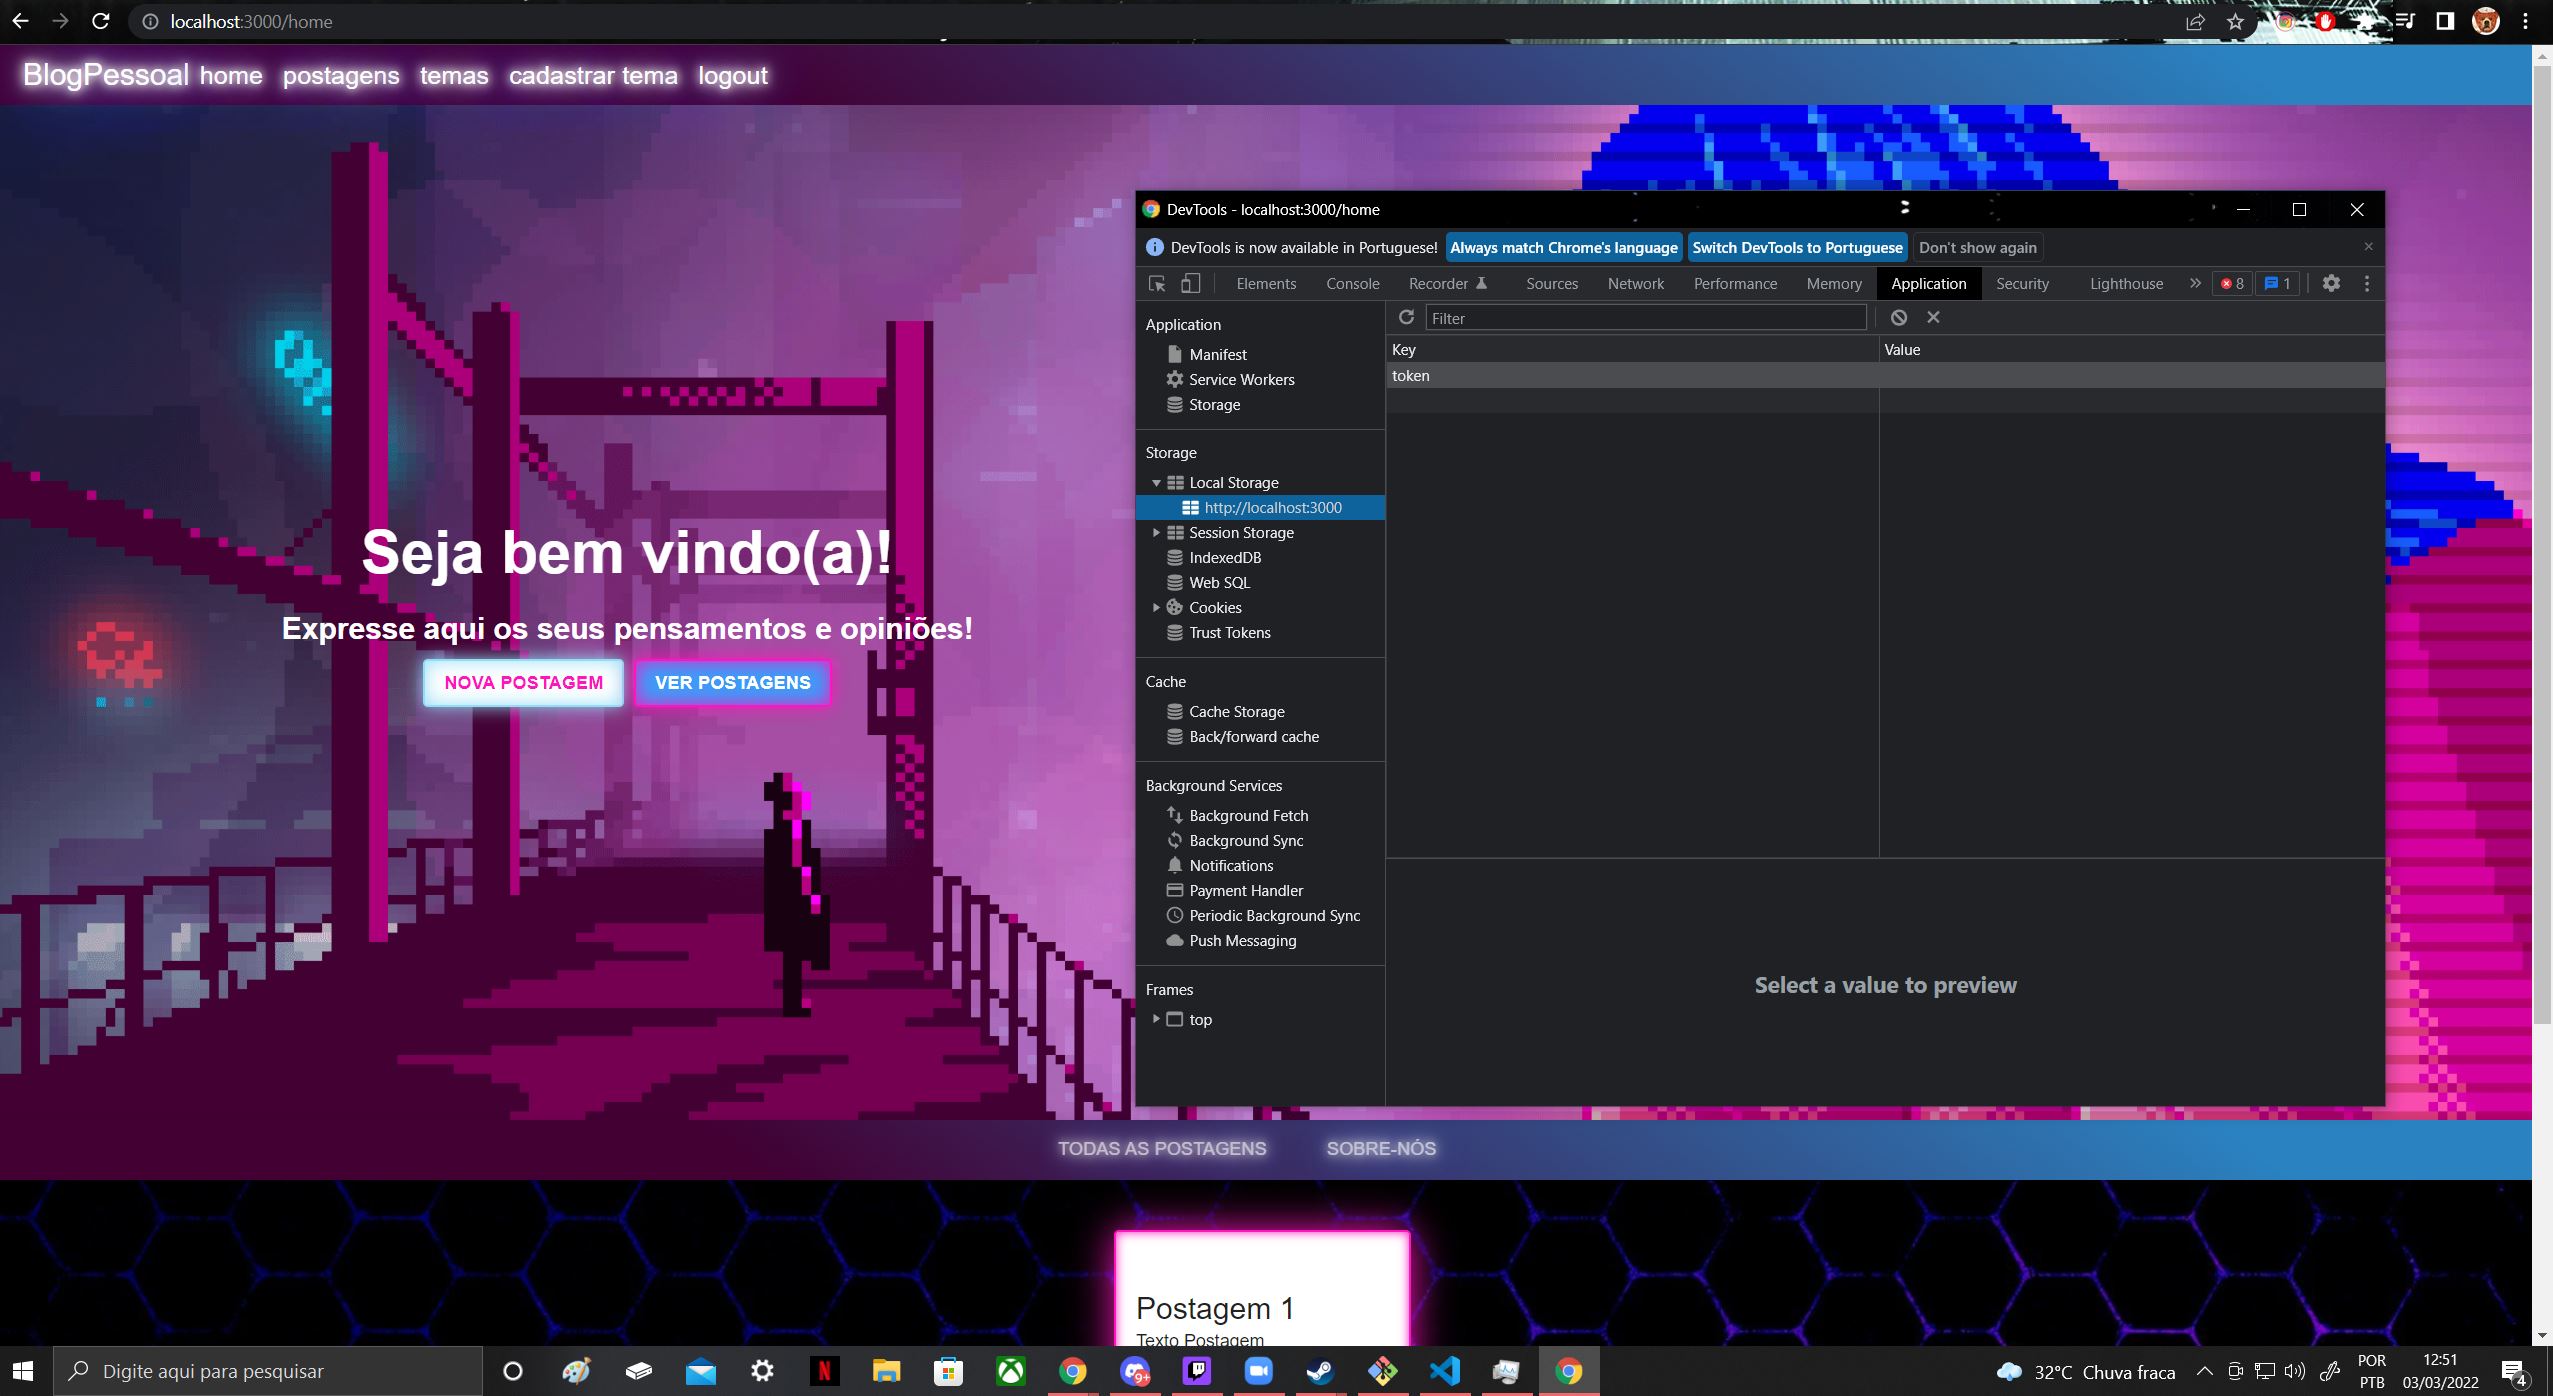 localhost:3000/home
BlogPessoal home postagens temas cadastrar tema logout
Seja bem vindo(a)!
Expresse aqui os seus pensamentos e opiniões!
NOVA POSTAGEM VER POSTAGENS
DevTools - localhost:3000/home
DevTools is now available in Portuguese! Always match Chrome's language Switch DevTools to Portuguese Don't show again
Elements Console Recorder Sources Network Performance Memory Application Security Lighthouse 8 1
Application
Manifest
Service Workers
Storage
Storage
Local Storage
http://localhost:3000
Session Storage
IndexedDB
Web SQL
Cookies
Trust Tokens
Cache
Cache Storage
Back/forward cache
Background Services
Background Fetch
Background Sync
Notifications
Payment Handler
Periodic Background Sync
Push Messaging
Frames
top
Filter
Key Value
token
Select a value to preview
TODAS AS POSTAGENS SOBRE-NÓS
Postagem 1
Texto Postagem
Digite aqui para pesquisar
N
9+
32°C Chuva fraca
POR
PTB
12:51
03/03/2022
4